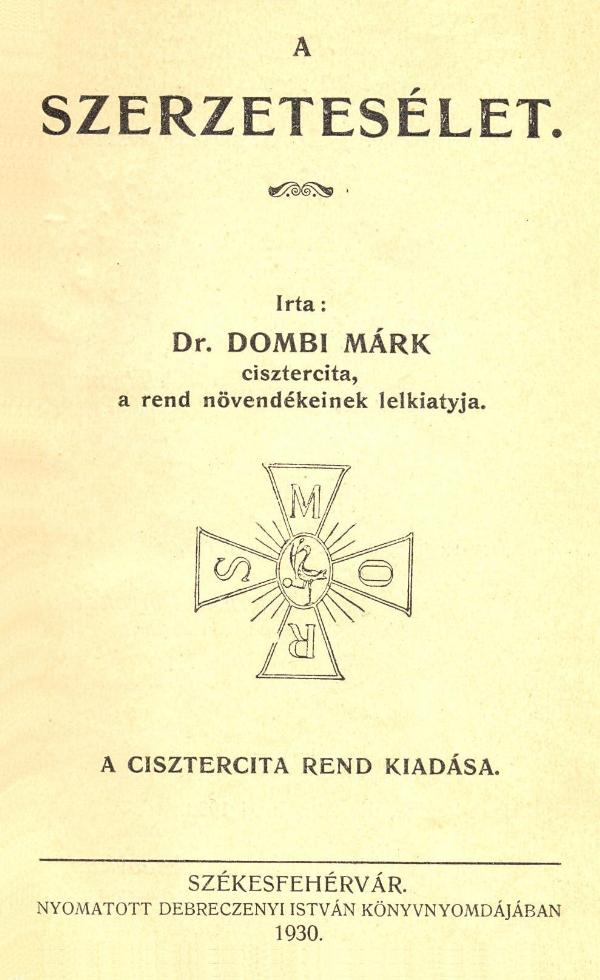 A
SZERZETESÉLET.
Irta:
Dr. DOMBI MÁRK
cisztercita,
a rend növendékeinek lelkiatyja.
M
S O
R
A CISZTERCITA REND KIADÁSA.
SZÉKESFEHÉRVÁR.
NYOMATOTT DEBRECZENYI ISTVÁN KÖNYVNYOMDÁJÁBAN
1930.